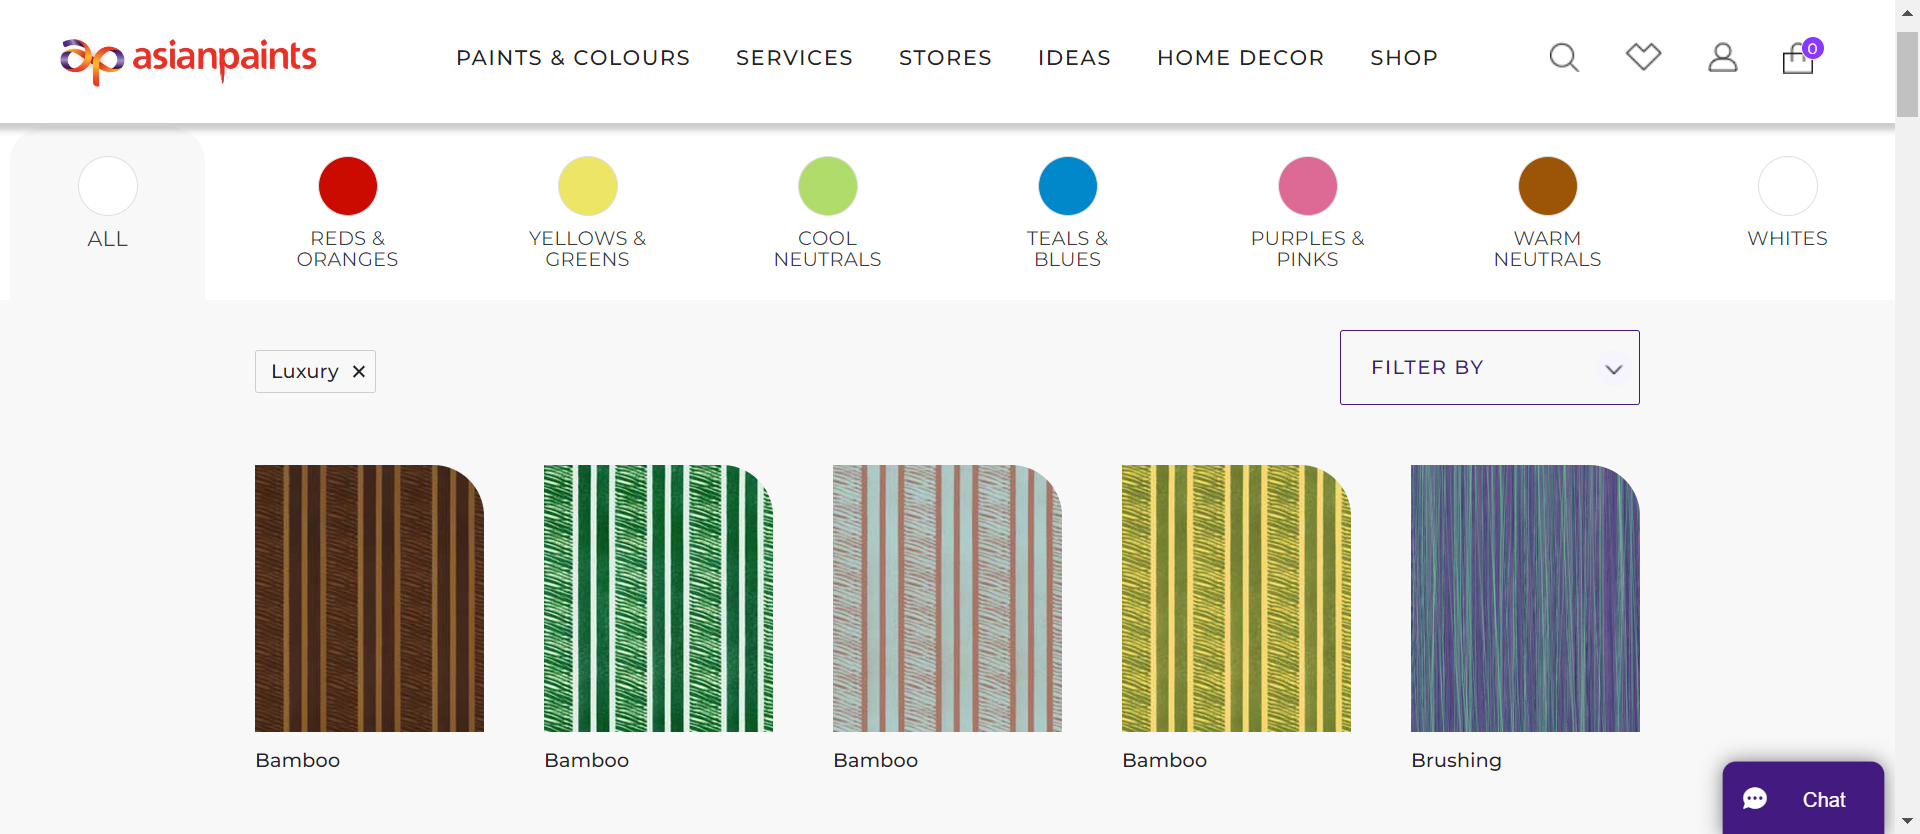 ap asianpaints
PAINTS & COLOURS SERVICES STORES IDEAS HOME DECOR SHOP
0
ALL
REDS &
ORANGES
YELLOWS &
GREENS
COOL
NEUTRALS
TEALS &
BLUES
PURPLES &
PINKS
WARM
NEUTRALS
WHITES
Luxury ×
FILTER BY
Bamboo
Bamboo
Bamboo
Bamboo
Brushing
Chat